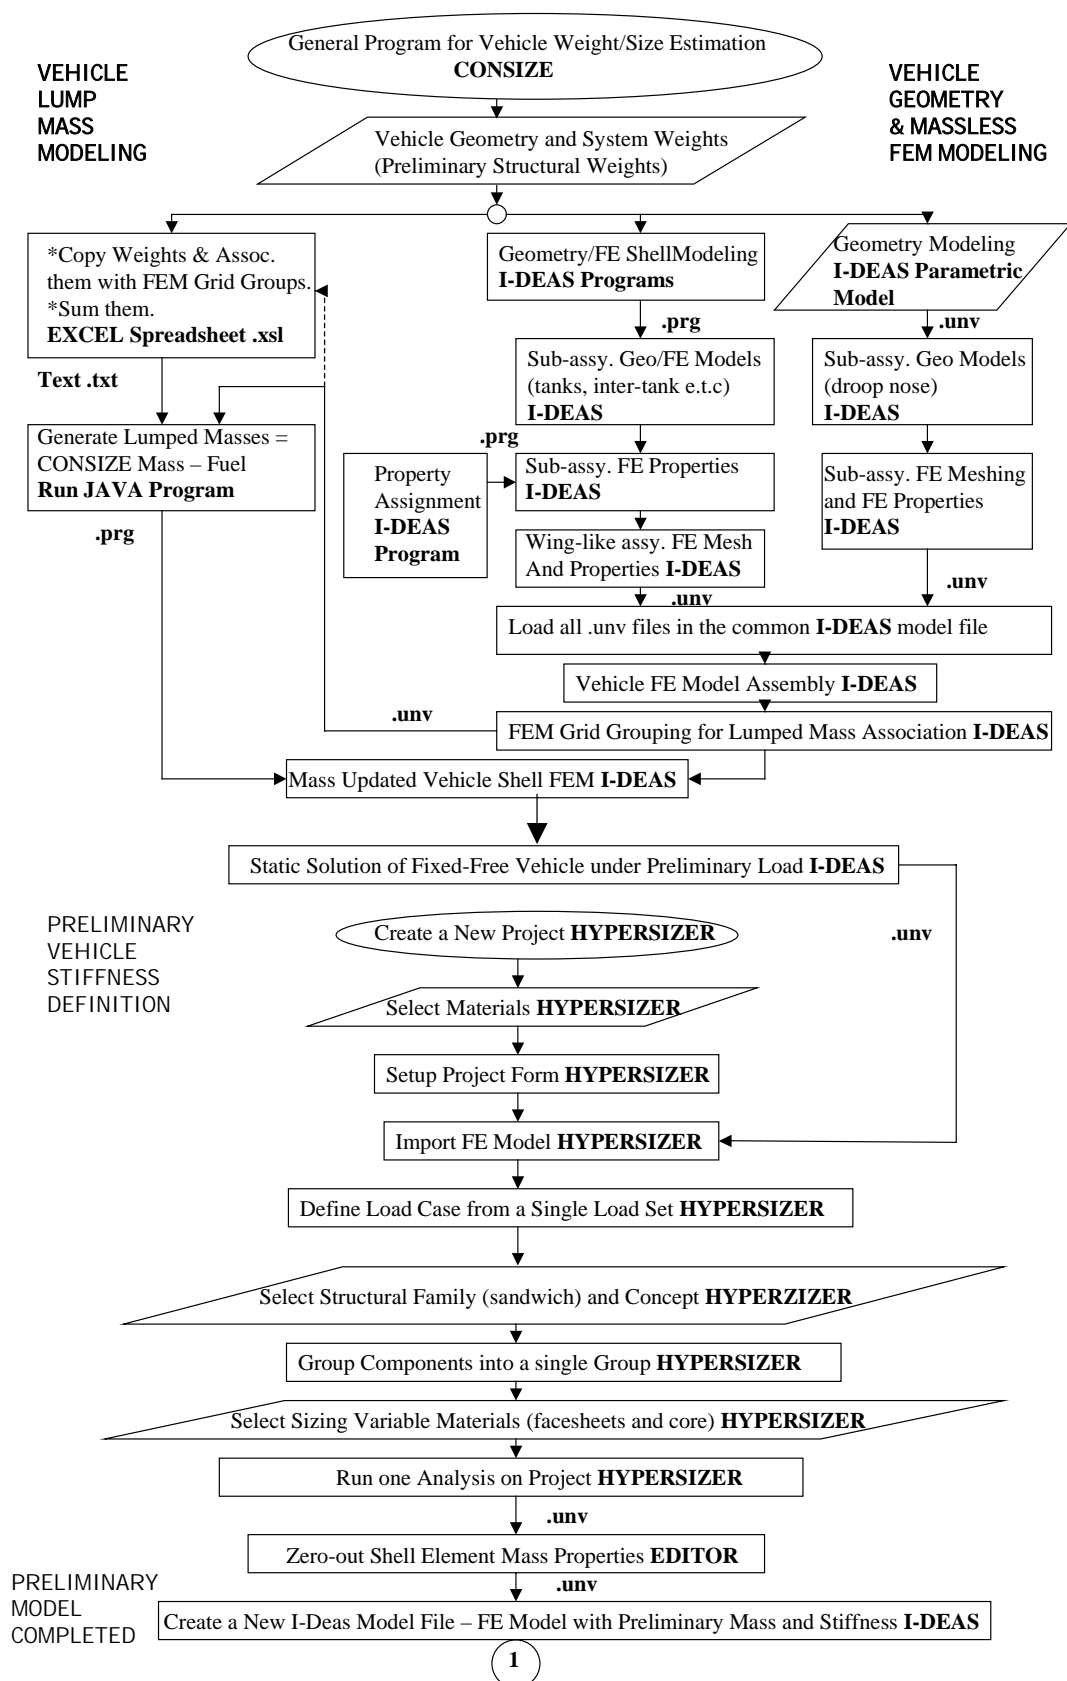 General Program for Vehicle Weight/Size Estimation
CONSIZE
VEHICLE
LUMP
MASS
MODELING
VEHICLE
GEOMETRY
& MASSLESS
FEM MODELING
Vehicle Geometry and System Weights
(Preliminary Structural Weights)
*Copy Weights & Assoc.
them with FEM Grid Groups.
*Sum them.
EXCEL Spreadsheet .xsl
Geometry/FE ShellModeling
I-DEAS Programs
Geometry Modeling
I-DEAS Parametric
Model
.prg
.unv
Text .txt
Sub-assy. Geo/FE Models
(tanks, inter-tank e.t.c)
I-DEAS
Sub-assy. Geo Models
(droop nose)
I-DEAS
Generate Lumped Masses =
CONSIZE Mass – Fuel
Run JAVA Program
.prg
Property
Assignment
I-DEAS
Program
Sub-assy. FE Properties
I-DEAS
Sub-assy. FE Meshing
and FE Properties
I-DEAS
.prg
Wing-like assy. FE Mesh
And Properties I-DEAS
.unv
.unv
Load all .unv files in the common I-DEAS model file
Vehicle FE Model Assembly I-DEAS
.unv
FEM Grid Grouping for Lumped Mass Association I-DEAS
Mass Updated Vehicle Shell FEM I-DEAS
Static Solution of Fixed-Free Vehicle under Preliminary Load I-DEAS
PRELIMINARY
VEHICLE
STIFFNESS
DEFINITION
Create a New Project HYPERSIZER
.unv
Select Materials HYPERSIZER
Setup Project Form HYPERSIZER
Import FE Model HYPERSIZER
Define Load Case from a Single Load Set HYPERSIZER
Select Structural Family (sandwich) and Concept HYPERZIZER
Group Components into a single Group HYPERSIZER
Select Sizing Variable Materials (facesheets and core) HYPERSIZER
Run one Analysis on Project HYPERSIZER
.unv
Zero-out Shell Element Mass Properties EDITOR
.unv
PRELIMINARY
MODEL
COMPLETED
Create a New I-Deas Model File – FE Model with Preliminary Mass and Stiffness I-DEAS
1